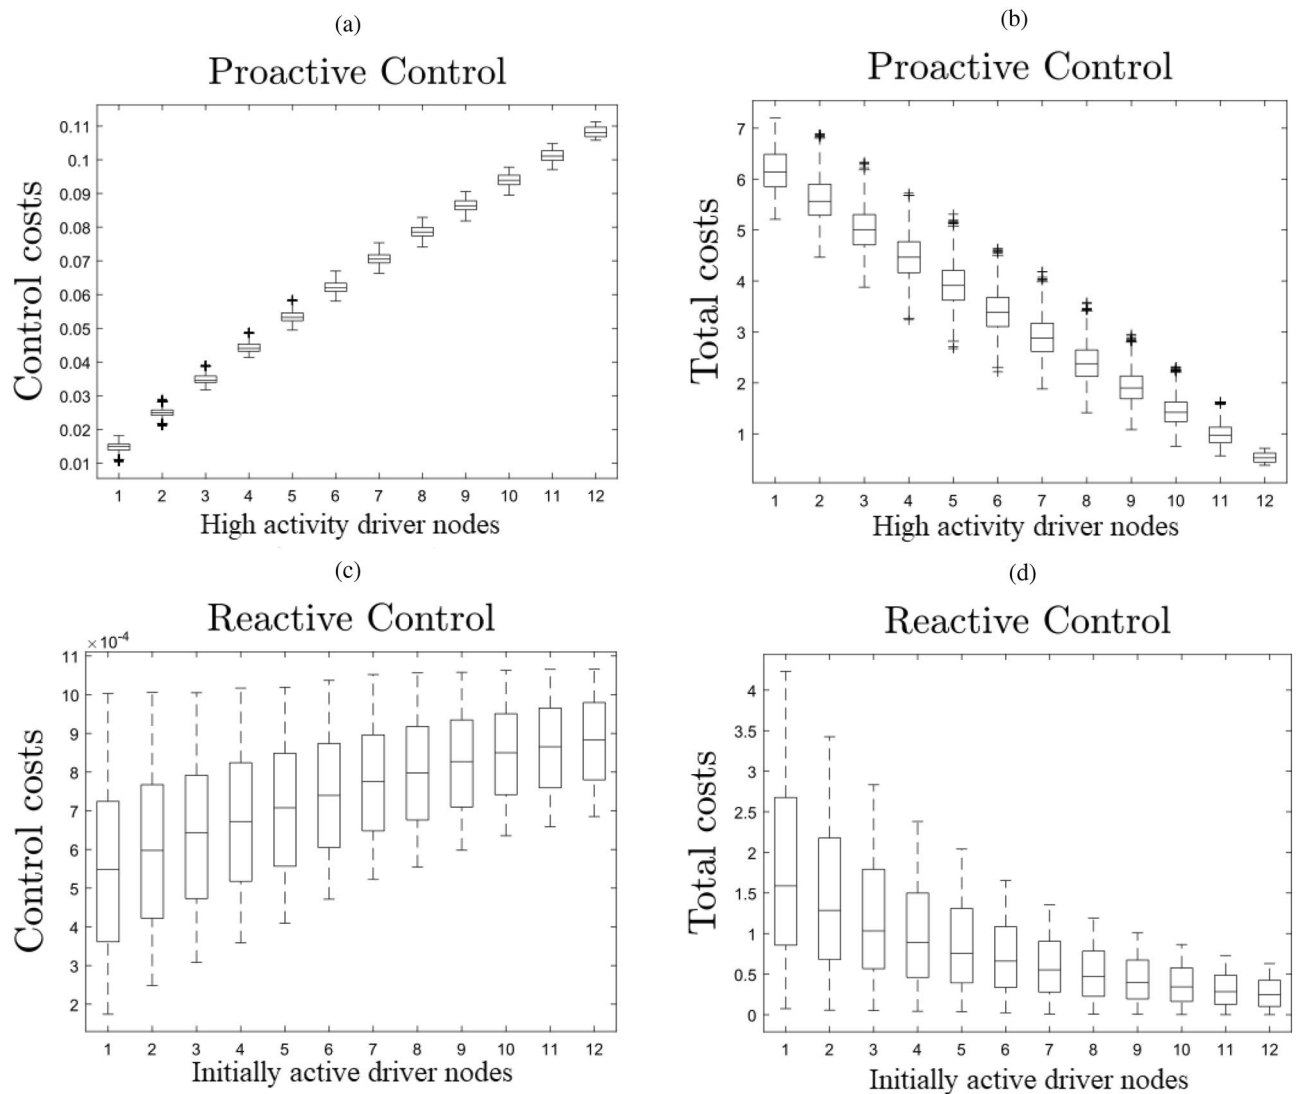 (a)
Proactive Control
Control costs
0.11
0.1
0.09
0.08
0.07
0.06
0.05
0.04
0.03
0.02
0.01
1 2 3 4 5 6 7 8 9 10 11 12
High activity driver nodes
(b)
Proactive Control
Total costs
7
6
5
4
3
2
1
1 2 3 4 5 6 7 8 9 10 11 12
High activity driver nodes
(c)
Reactive Control
×10-4
Control costs
11
10
9
8
7
6
5
4
3
2
1 2 3 4 5 6 7 8 9 10 11 12
Initially active driver nodes
(d)
Reactive Control
Total costs
4
3.5
3
2.5
2
1.5
1
0.5
0
1 2 3 4 5 6 7 8 9 10 11 12
Initially active driver nodes